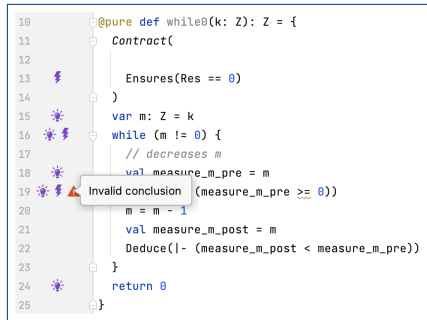 10 @pure def while0(k: Z): Z = {
11 Contract(
12
13 Ensures(Res == 0)
14 )
15 var m: Z = k
16 while (m != 0) {
17 // decreases m
18 val measure_m_pre = m
19 Invalid conclusion (measure_m_pre >= 0))
20 m = m - 1
21 val measure_m_post = m
22 Deduce(|- (measure_m_post < measure_m_pre))
23 }
24 return 0
25 }